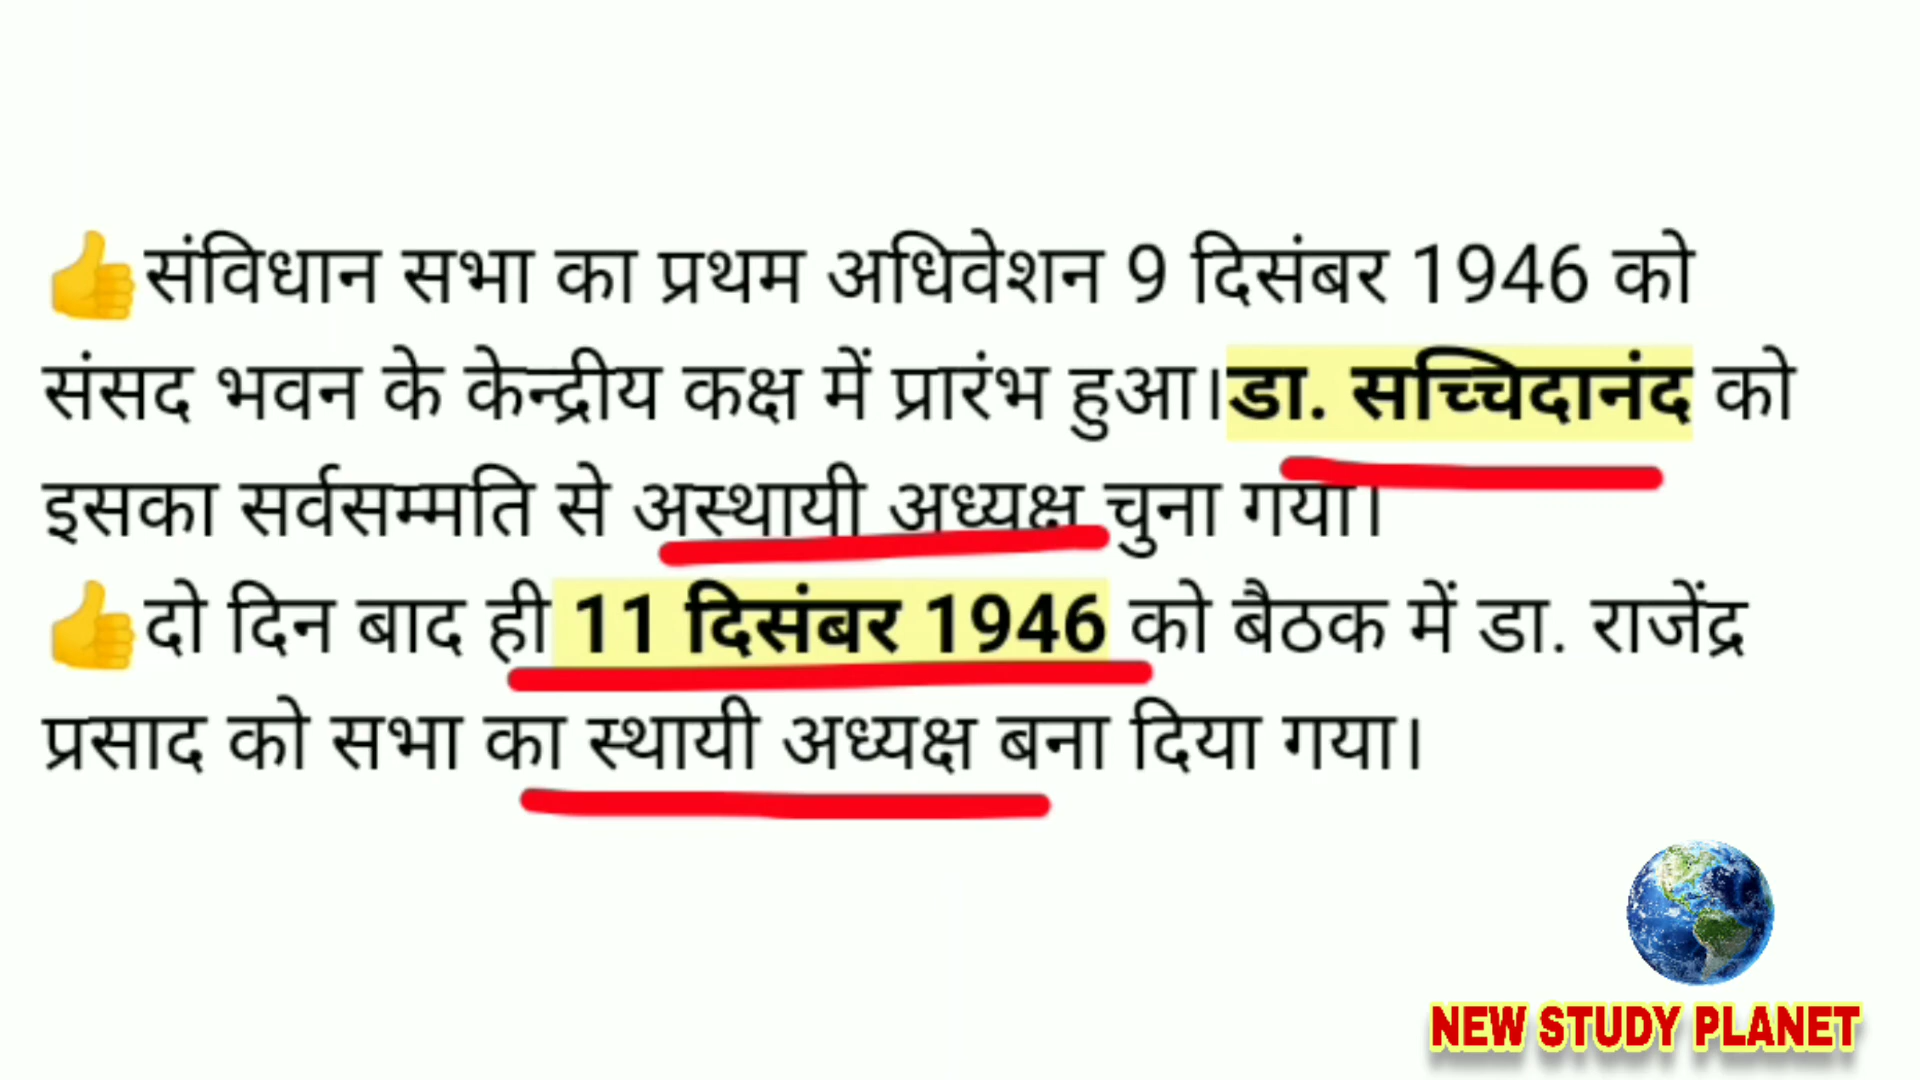 👍संविधान सभा का प्रथम अधिवेशन 9 दिसंबर 1946 को
संसद भवन के केन्द्रीय कक्ष में प्रारंभ हुआ।डा. सच्चिदानंद को
इसका सर्वसम्मति से अस्थायी अध्यक्ष चुना गया।
👍दो दिन बाद ही 11 दिसंबर 1946 को बैठक में डा. राजेंद्र
प्रसाद को सभा का स्थायी अध्यक्ष बना दिया गया।
NEW STUDY PLANET